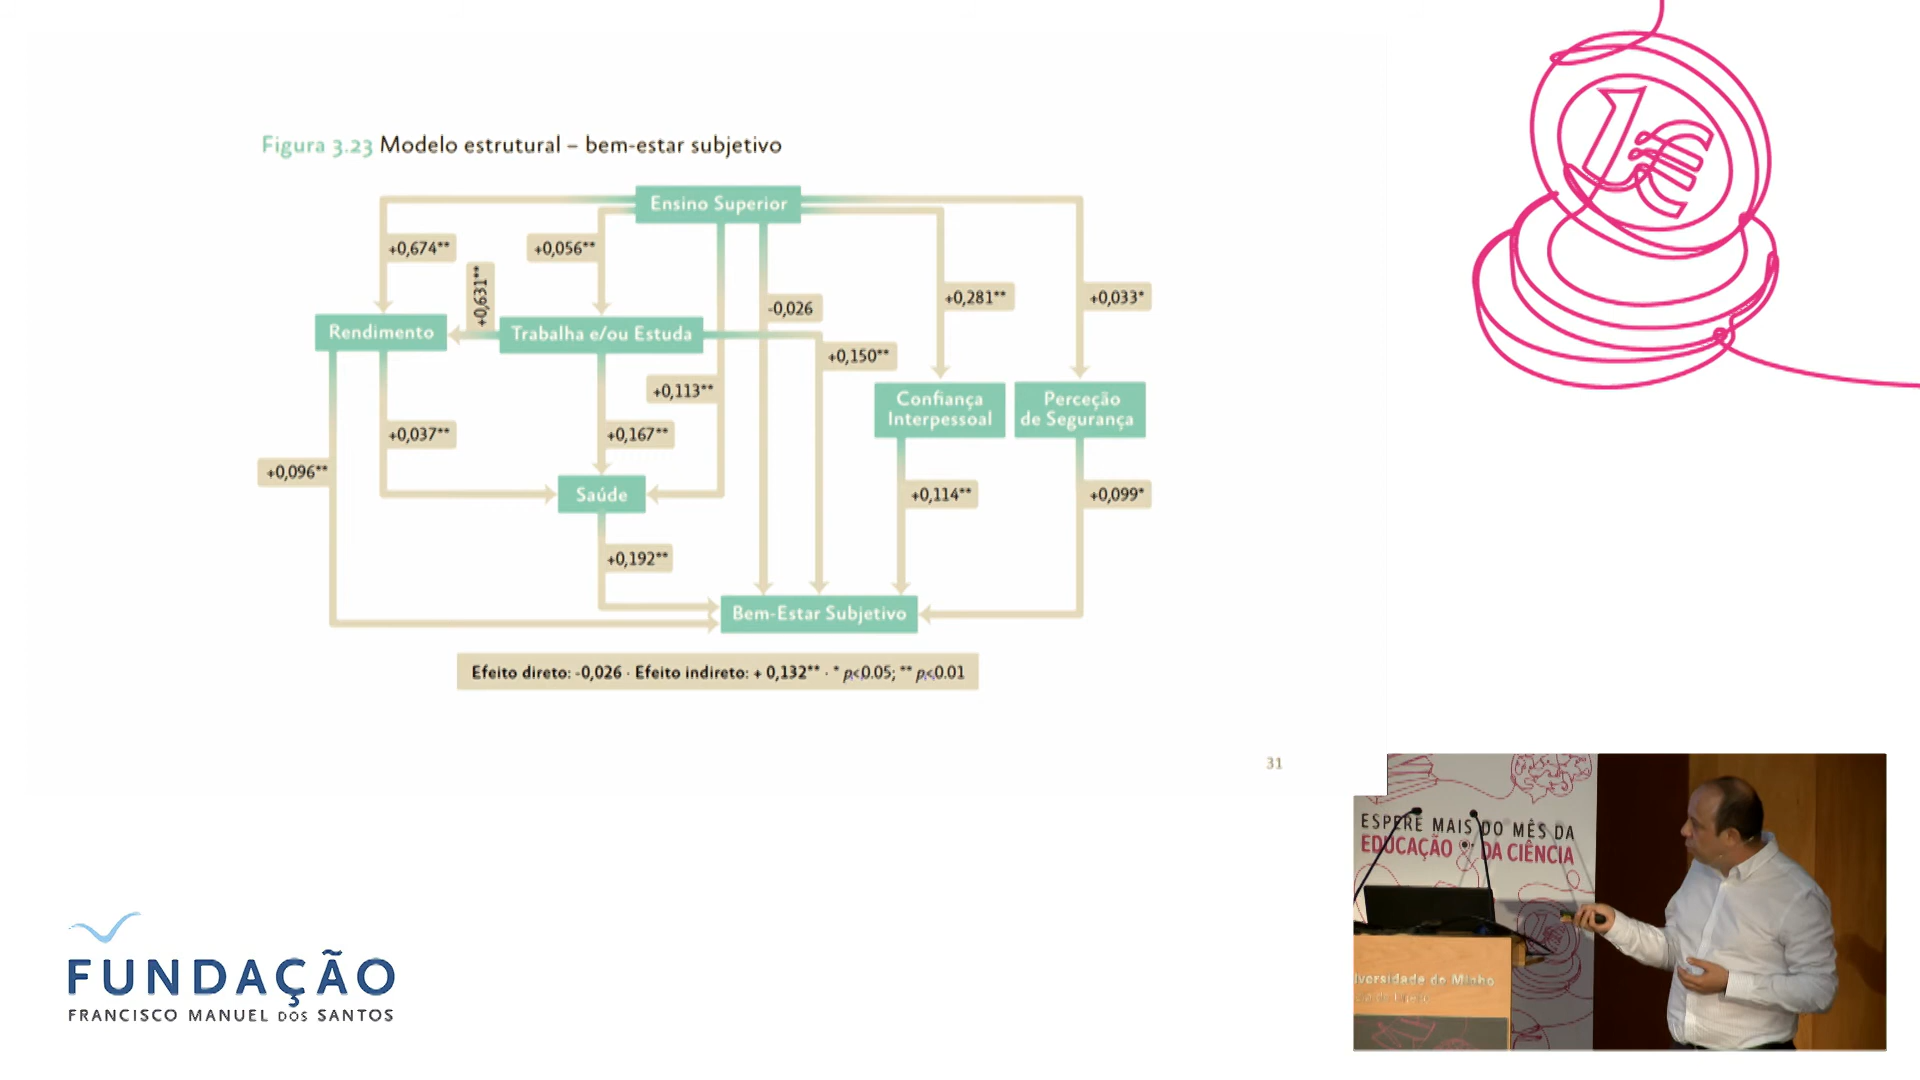 Figura 3.23 Modelo estrutural – bem-estar subjetivo
Ensino Superior
+0,674**
+0,056**
+0,631**
-0,026
+0,281**
+0,033*
Rendimento
Trabalha e/ou Estuda
+0,150**
+0,113**
Confiança
Interpessoal
Perceção
de Segurança
+0,037**
+0,167**
+0,096**
Saúde
+0,114**
+0,099*
+0,192**
Bem-Estar Subjetivo
Efeito direto: -0,026 · Efeito indireto: + 0,132** · * p<0.05; ** p<0.01
31
1€
ESPERE MAIS DO MÊS DA
EDUCAÇÃO & DA CIÊNCIA
versidade do Minho
FUNDAÇÃO
FRANCISCO MANUEL DOS SANTOS